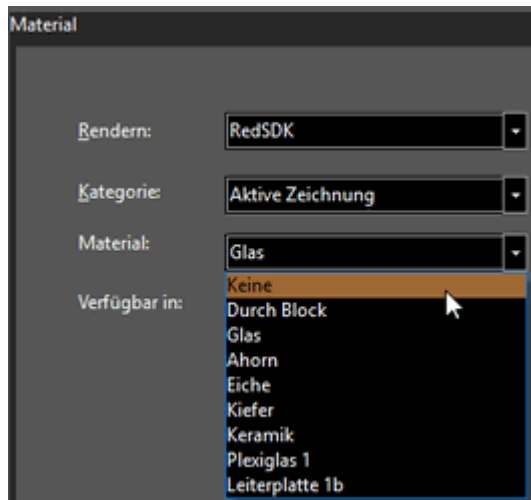 Material
Rendern: RedSDK
Kategorie: Aktive Zeichnung
Material: Glas
Keine
Verfügbar in:
Durch Block
Glas
Ahorn
Eiche
Kiefer
Keramik
Plexiglas 1
Leiterplatte 1b